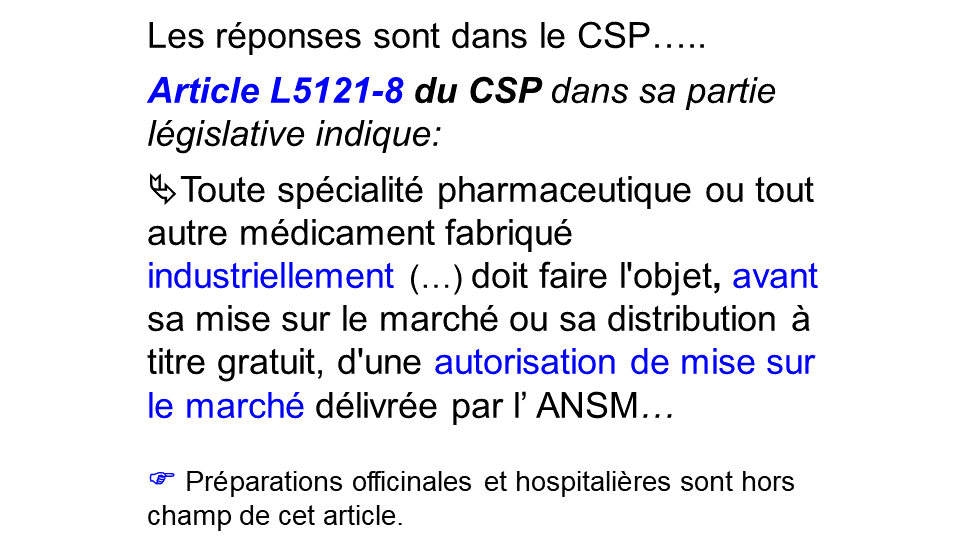 Les réponses sont dans le CSP…..
Article L5121-8 du CSP dans sa partie
législative indique:
Toute spécialité pharmaceutique ou tout
autre médicament fabriqué
industriellement (…) doit faire l'objet, avant
sa mise sur le marché ou sa distribution à
titre gratuit, d'une autorisation de mise sur
le marché délivrée par l’ ANSM…
☞ Préparations officinales et hospitalières sont hors
champ de cet article.